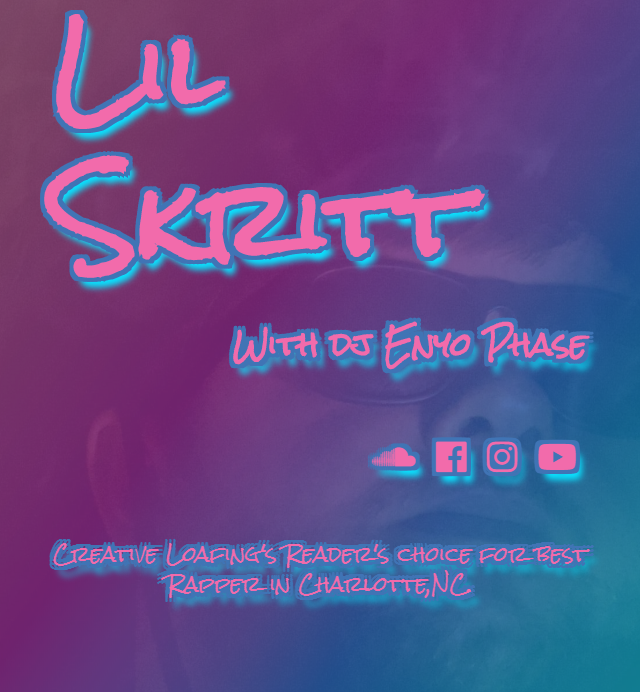 Lil
Skritt
With dj Enyo Phase
Creative Loafing's Reader's choice for best
Rapper in Charlotte,NC.